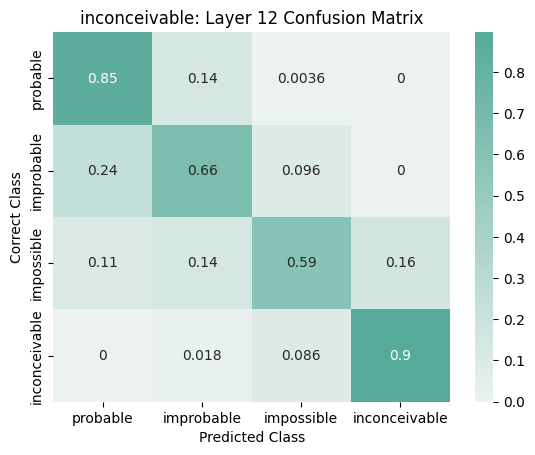 inconceivable: Layer 12 Confusion Matrix
probable 0.85 0.14 0.0036 0
improbable 0.24 0.66 0.096 0
impossible 0.11 0.14 0.59 0.16
inconceivable 0 0.018 0.086 0.9
probable improbable impossible inconceivable
Predicted Class
Correct Class
0.8
0.7
0.6
0.5
0.4
0.3
0.2
0.1
0.0